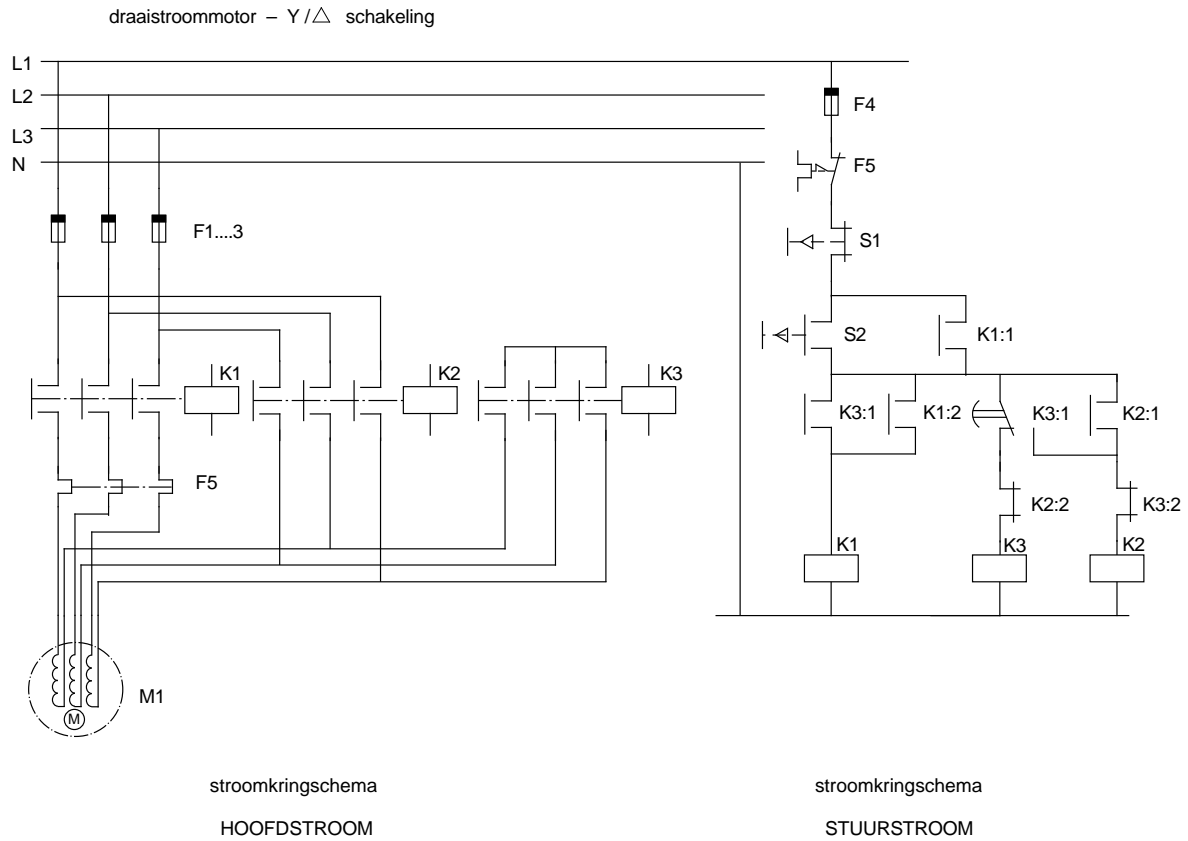 draaistroommotor – Y/△ schakeling
L1
L2
L3
N
F4
F5
F1....3
S1
S2
K1:1
K1
K2
K3
K3:1
K1:2
K3:1
K2:1
F5
K2:2
K3:2
K1
K3
K2
M1
M
stroomkringschema
HOOFDSTROOM
stroomkringschema
STUURSTROOM